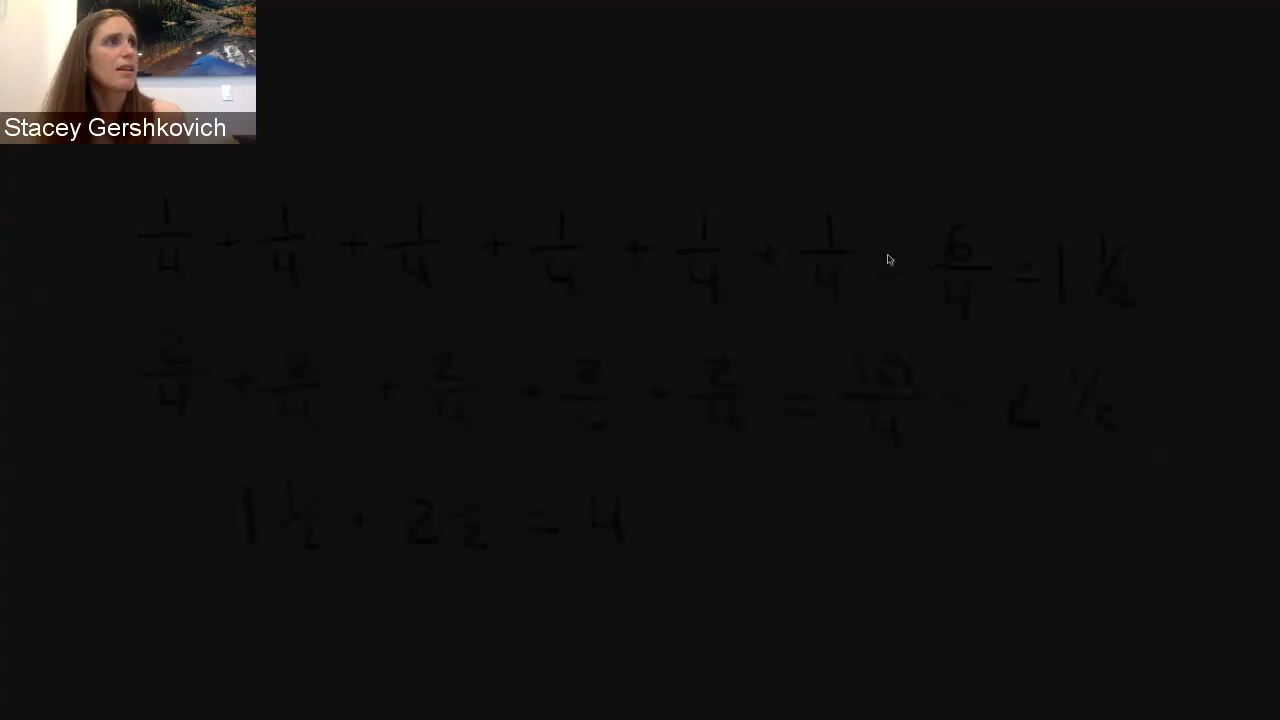 Stacey Gershkovich
1/4 + 1/4 + 1/4 + 1/4 + 1/4 + 1/4 = 6/4 = 1 1/2
2/4 + 2/4 + 2/4 + 2/4 + 2/4 = 10/4 = 2 1/2
1 1/2 + 2 1/2 = 4